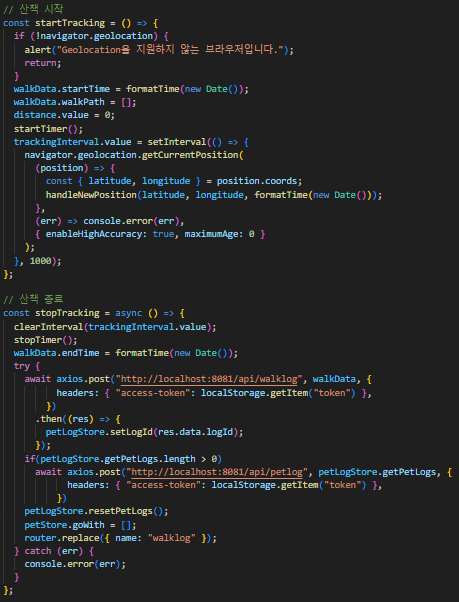 // 산책 시작
const startTracking = () => {
  if (!navigator.geolocation) {
    alert("Geolocation을 지원하지 않는 브라우저입니다.");
    return;
  }
  walkData.startTime = formatTime(new Date());
  walkData.walkPath = [];
  distance.value = 0;
  startTimer();
  trackingInterval.value = setInterval(() => {
    navigator.geolocation.getCurrentPosition(
      (position) => {
        const { latitude, longitude } = position.coords;
        handleNewPosition(latitude, longitude, formatTime(new Date()));
      },
      (err) => console.error(err),
      { enableHighAccuracy: true, maximumAge: 0 }
    );
  }, 1000);
};

// 산책 종료
const stopTracking = async () => {
  clearInterval(trackingInterval.value);
  stopTimer();
  walkData.endTime = formatTime(new Date());
  try {
    await axios.post("http://localhost:8081/api/walklog", walkData, {
          headers: { "access-token": localStorage.getItem("token") },
        })
      .then((res) => {
        petLogStore.setLogId(res.data.logId);
      });
    if(petLogStore.getPetLogs.length > 0)
      await axios.post("http://localhost:8081/api/petlog", petLogStore.getPetLogs, {
            headers: { "access-token": localStorage.getItem("token") },
          })
    petLogStore.resetPetLogs();
    petStore.goWith = [];
    router.replace({ name: "walklog" });
  } catch (err) {
    console.error(err);
  }
};